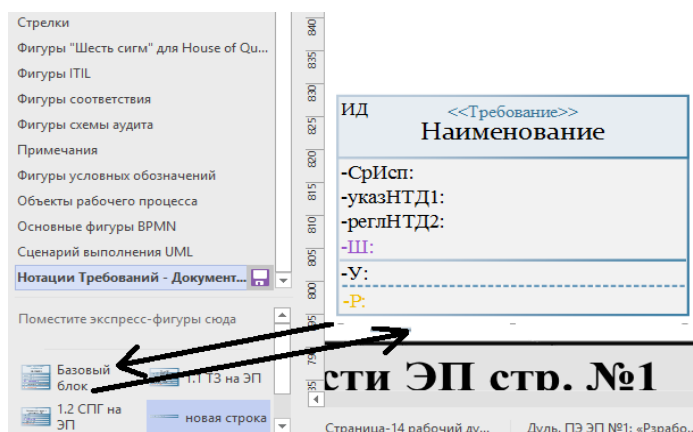 Стрелки
Фигуры "Шесть сигм" для House of Qu...
Фигуры ITIL
Фигуры соответствия
Фигуры схемы аудита
Примечания
Фигуры условных обозначений
Объекты рабочего процесса
Основные фигуры BPMN
Сценарий выполнения UML
Нотации Требований - Документ...
Поместите экспресс-фигуры сюда
Базовый
блок
1.1 ТЗ на ЭП
1.2 СПГ на
ЭП
новая строка
840
835
830
825
820
815
810
805
800
ИД
<<Требование>>
Наименование
-СрИсп:
-указНТД1:
-реглНТД2:
-Ш:
-У:
-Р:
сти ЭП стр. №1
Страница-14 рабочий ду...
Дуль. ПЭ ЭП №1: «Рзрабо...